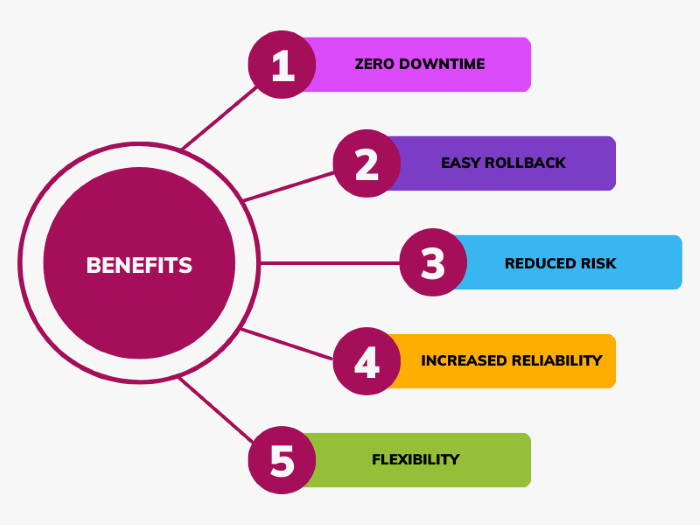 1
ZERO DOWNTIME
2
EASY ROLLBACK
BENEFITS
3
REDUCED RISK
4
INCREASED RELIABILITY
5
FLEXIBILITY